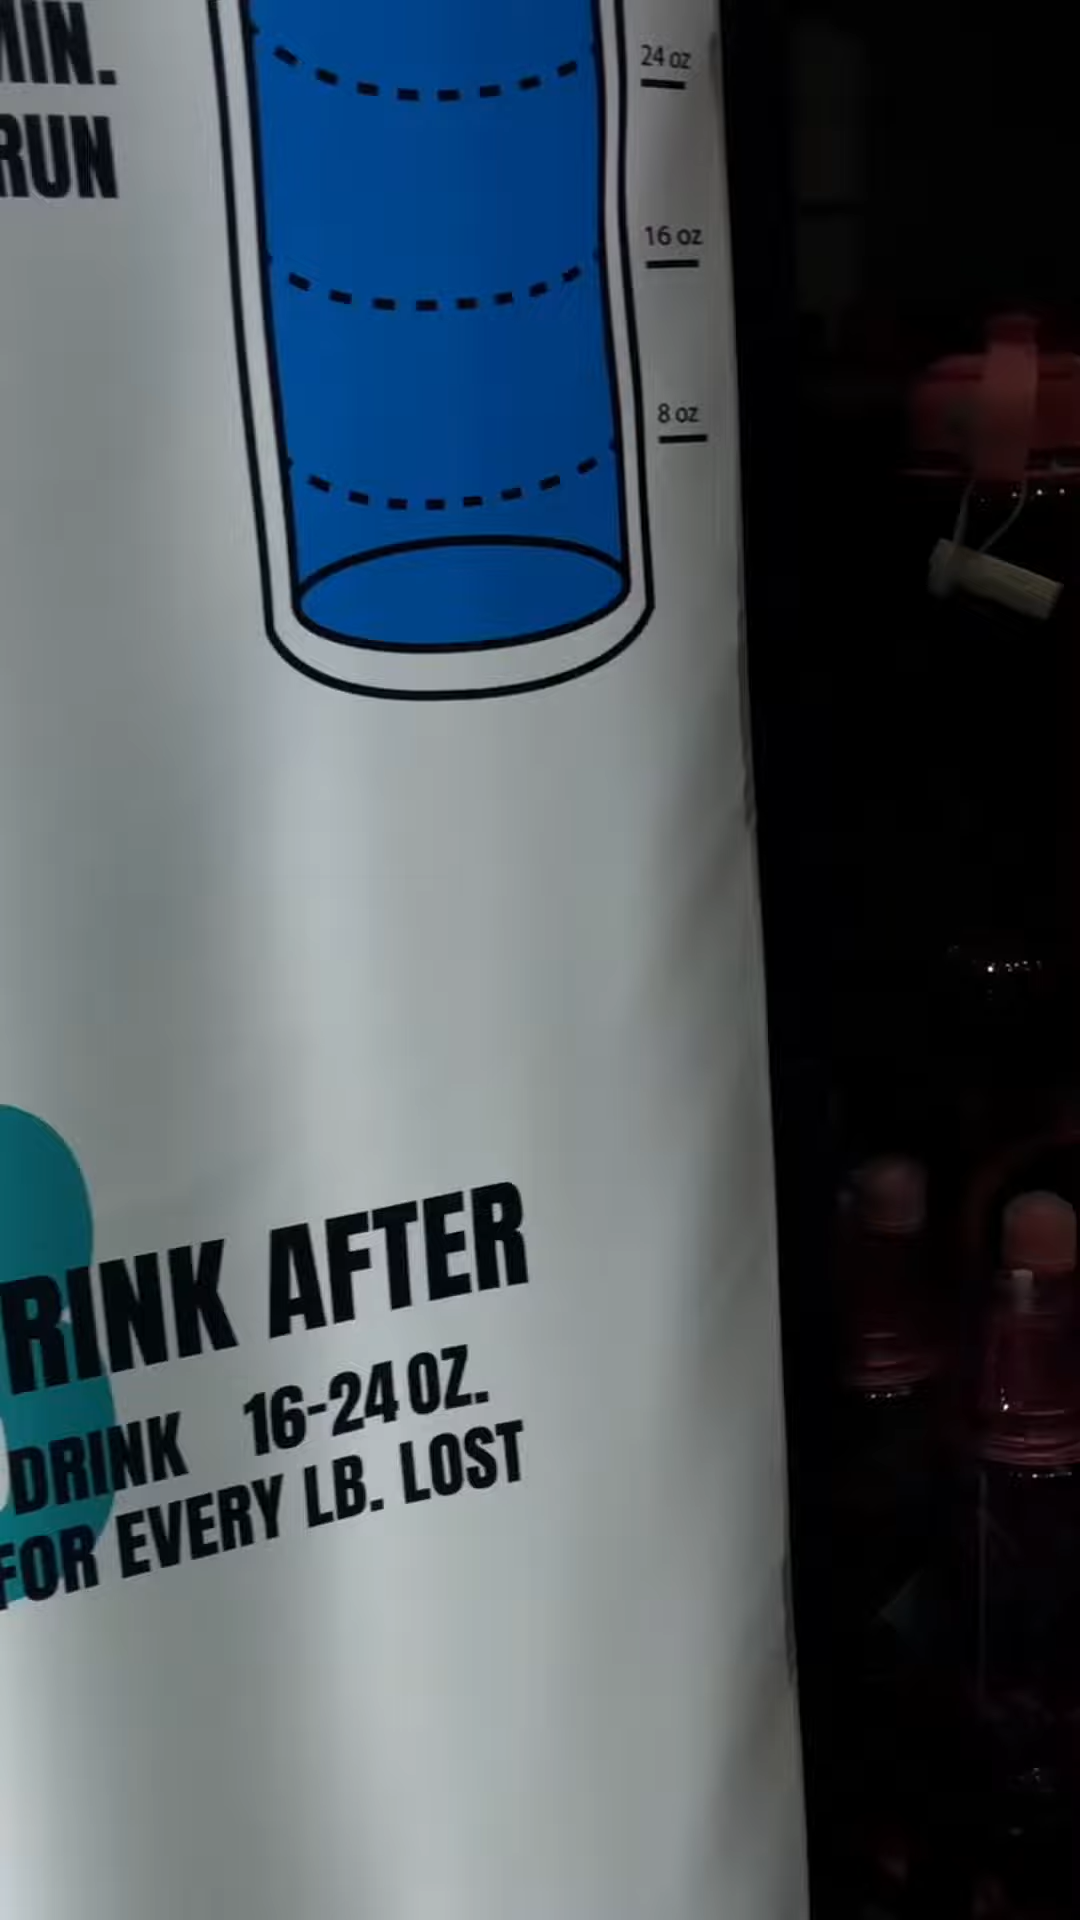 MIN.
RUN
24 oz
16 oz
8 oz
RINK AFTER
DRINK 16-24 OZ.
FOR EVERY LB. LOST